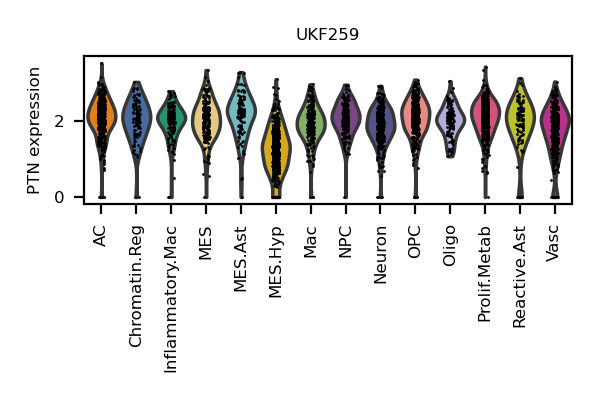 UKF259
PTN expression
2
0
AC
Chromatin.Reg
Inflammatory.Mac
MES
MES.Ast
MES.Hyp
Mac
NPC
Neuron
OPC
Oligo
Prolif.Metab
Reactive.Ast
Vasc